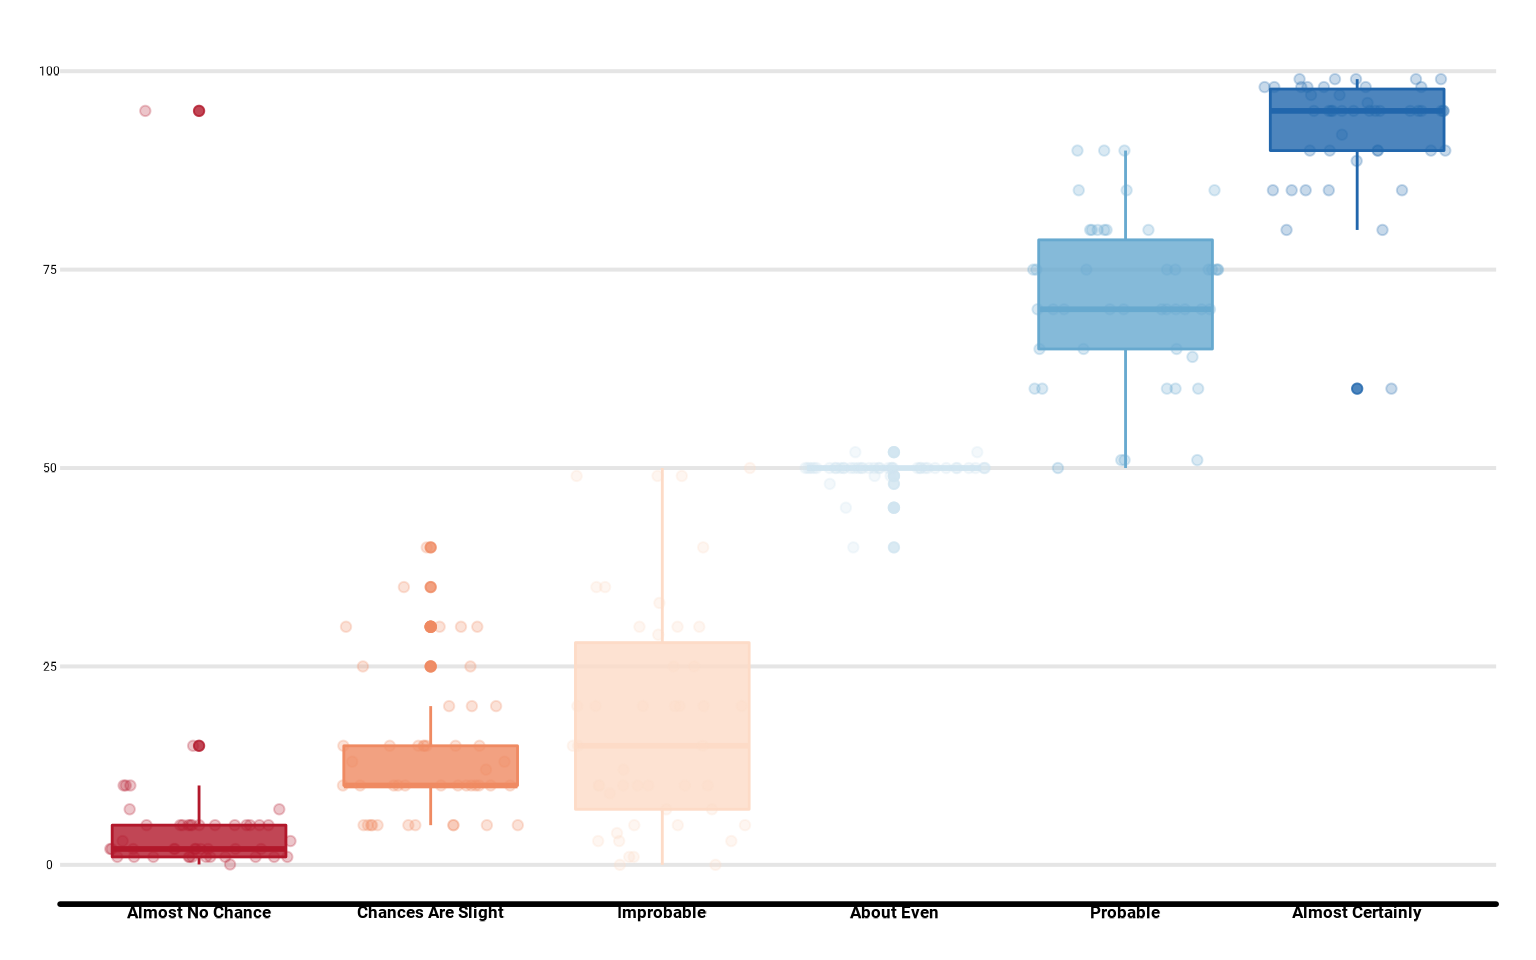 100
75
50
25
0
Almost No Chance
Chances Are Slight
Improbable
About Even
Probable
Almost Certainly